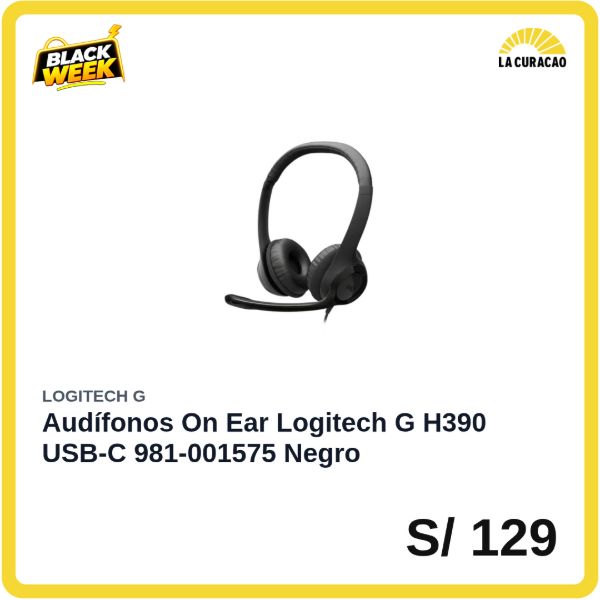 BLACK
WEEK
LA CURACAO
LOGITECH G
Audífonos On Ear Logitech G H390
USB-C 981-001575 Negro
S/ 129